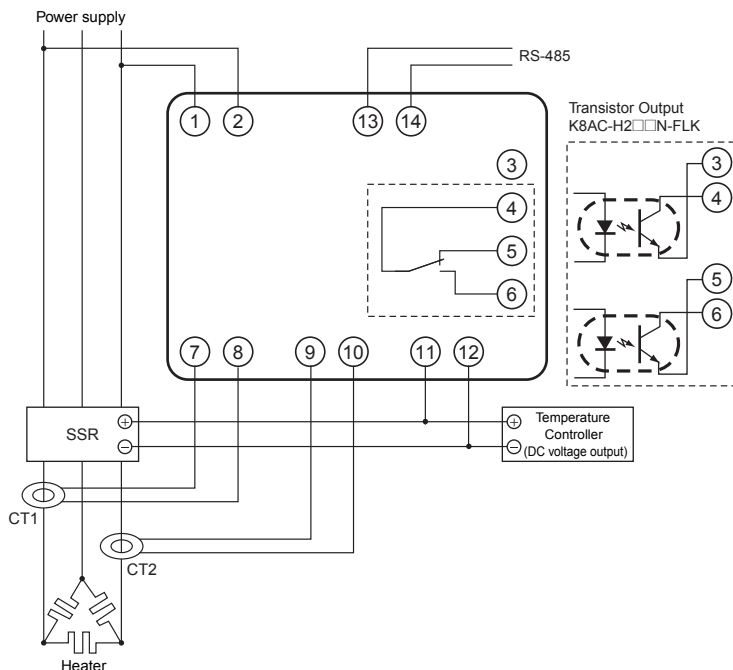 Power supply
RS-485
1
2
13
14
Transistor Output
K8AC-H2□□N-FLK
3
4
5
6
3
4
5
6
7
8
9
10
11
12
SSR
+
−
+
−
Temperature
Controller
(DC voltage output)
CT1
CT2
Heater